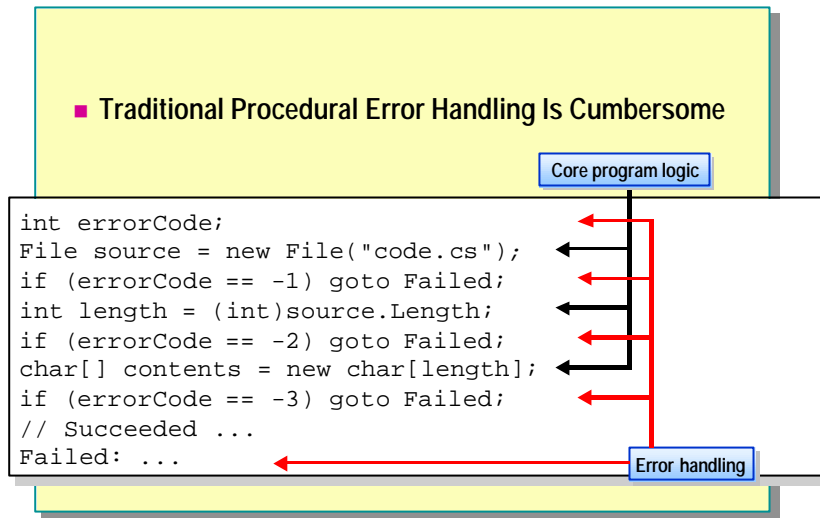 Traditional Procedural Error Handling Is Cumbersome
Core program logic
int errorCode;
File source = new File("code.cs");
if (errorCode == -1) goto Failed;
int length = (int)source.Length;
if (errorCode == -2) goto Failed;
char[] contents = new char[length];
if (errorCode == -3) goto Failed;
// Succeeded ...
Failed: ...
Error handling